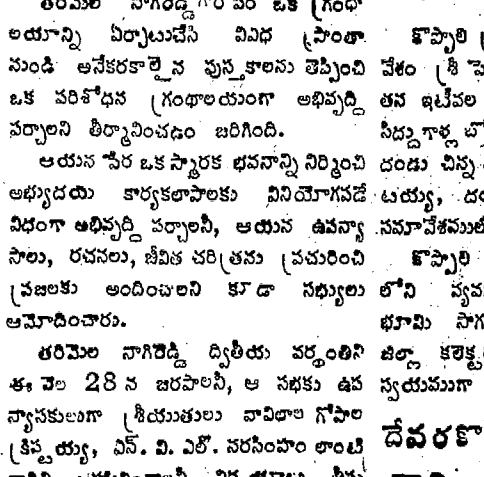 తరిమెల నాగిరెడ్డి గారి పేర ఒక గ్రంథా
లయాన్ని ఏర్పాటుచేసి వివిధ ప్రాంతా
నుండి అనేకరకాలైన పుస్తకాలను తెప్పించి
ఒక పరిశోధన గ్రంథాలయంగా అభివృద్ధి
పర్చాలని తీర్మానించడం జరిగింది.
ఆయన పేర ఒక స్మారక భవనాన్ని నిర్మించి
అభ్యుదయ కార్యకలాపాలకు వినియోగపడే
విధంగా అభివృద్ధి పర్చాలనీ, ఆయన ఉపన్యా
సాలు, రచనలు, జీవిత చరిత్రను ప్రచురించి
ప్రజలకు అందించాలని కూడా సభ్యులు
ఆమోదించారు.
తరిమెల నాగిరెడ్డి ద్వితీయ వర్థంతిని
ఈ నెల 28 న జరపాలనీ, ఆ సభకు ఉప
న్యాసకులుగా శ్రీయుతులు వావిలాల గోపాల
క్రిష్ణయ్య, ఎన్. వి. ఎల్. నరసింహం లాంటి
కొప్పాలి
వేశం శ్రీ
తన ఇటీవల
సిద్దుగాళ్ల
దండు చిన్న
టయ్య,
సమావేశములో
కొప్పాలి
లోని వ్యవ
భూమి సాగ
జిల్లా కలెక్ట
స్వయముగా
దేవరకొ